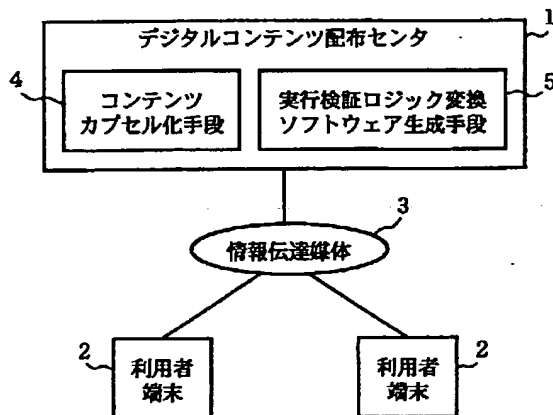 デジタルコンテンツ配布センタ
1
4
コンテンツ
カプセル化手段
実行検証ロジック変換
ソフトウェア生成手段
5
3
情報伝達媒体
2
利用者
端末
利用者
端末
2